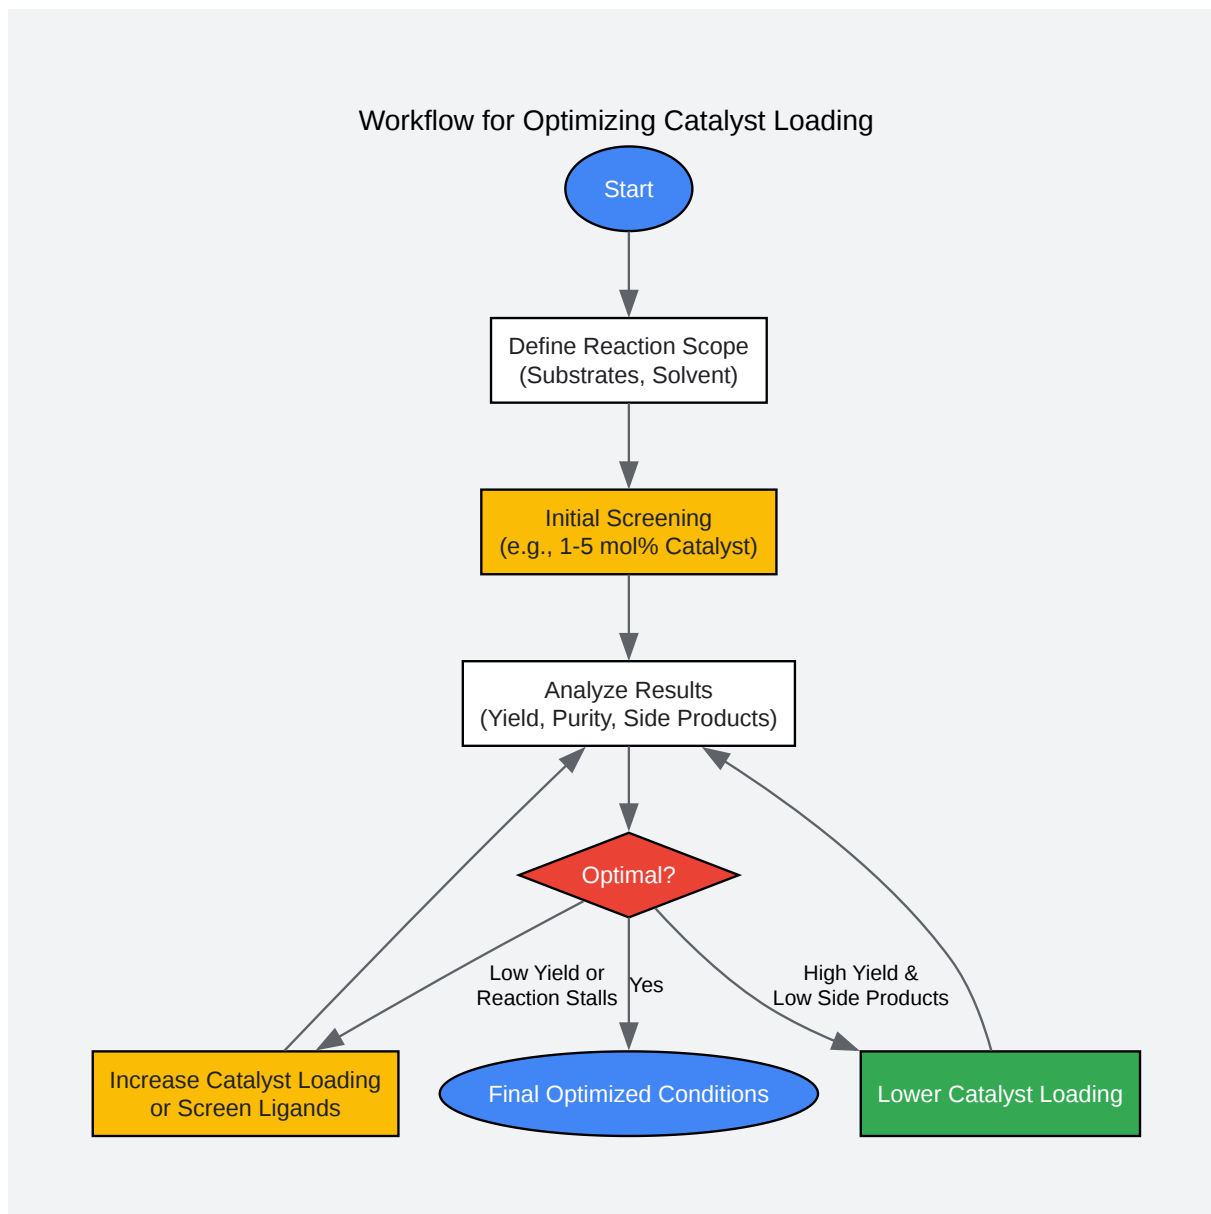 Workflow for Optimizing Catalyst Loading
Start
Define Reaction Scope
(Substrates, Solvent)
Initial Screening
(e.g., 1-5 mol% Catalyst)
Analyze Results
(Yield, Purity, Side Products)
Optimal?
Low Yield or
Reaction Stalls
Yes
High Yield &
Low Side Products
Increase Catalyst Loading
or Screen Ligands
Final Optimized Conditions
Lower Catalyst Loading